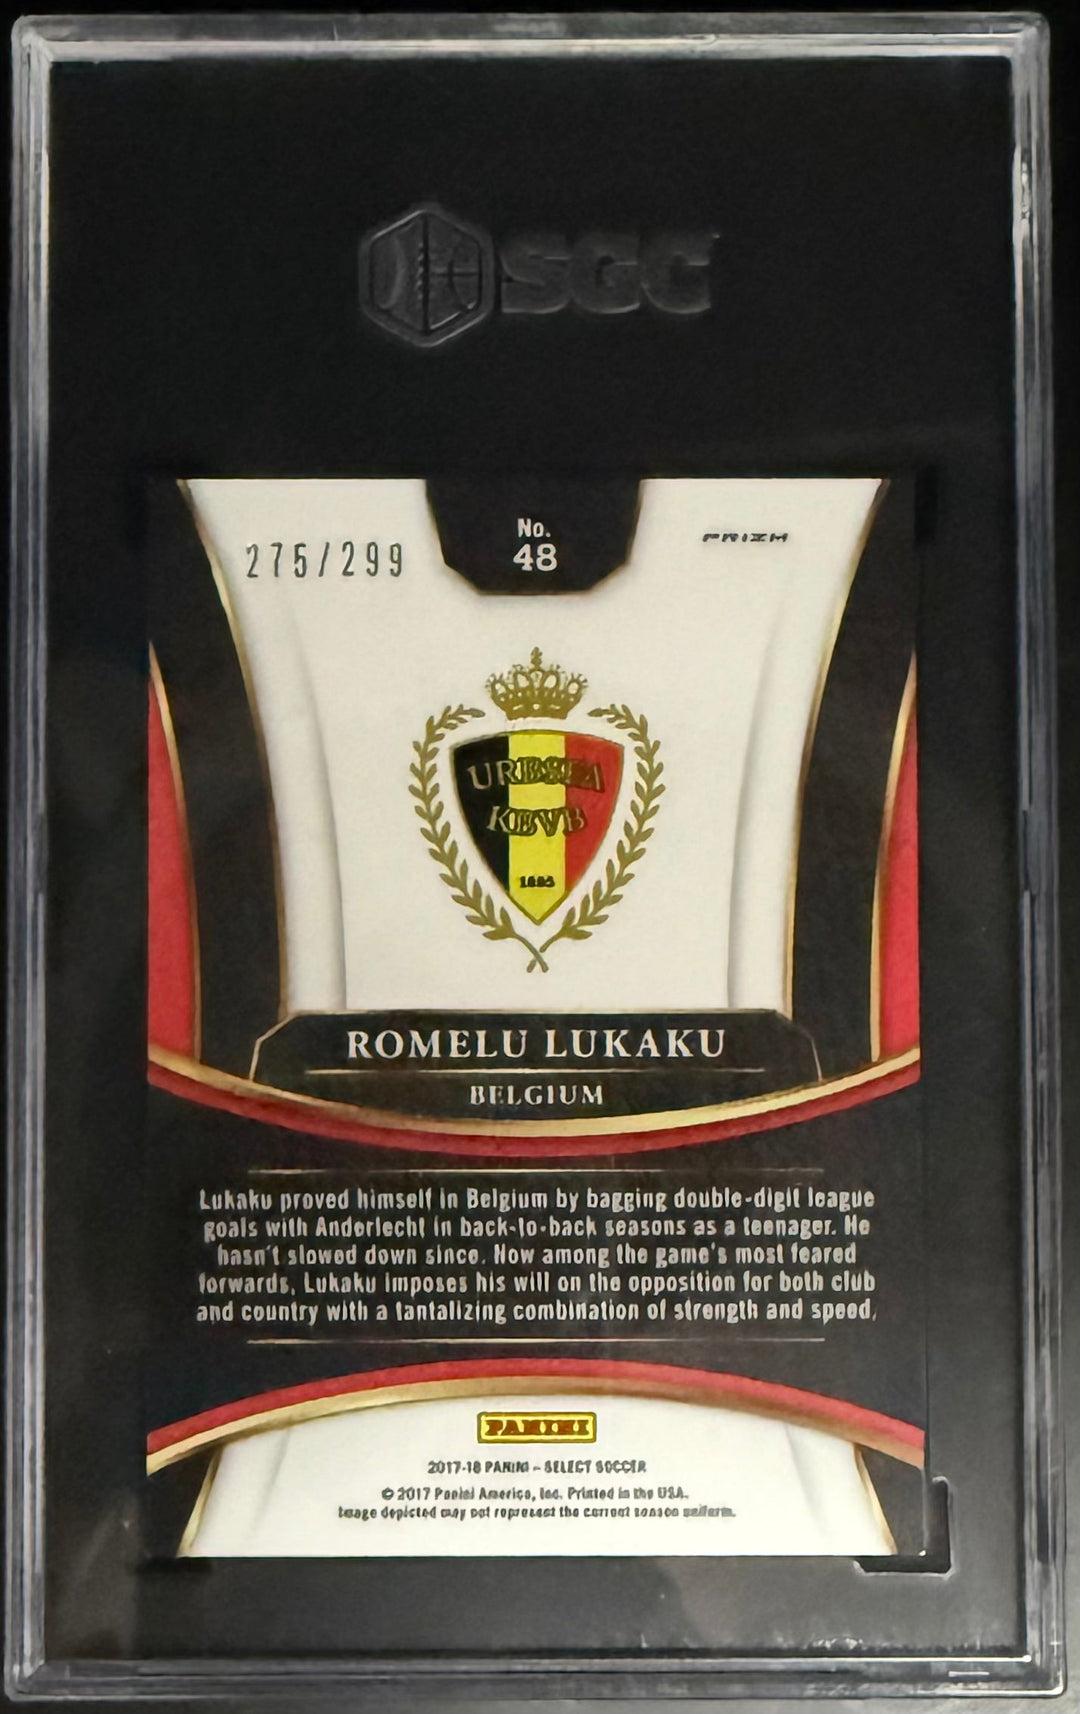 SGC
No.
48
275/299
PRIZM
URBSFA
KBVB
1895
ROMELU LUKAKU
BELGIUM
Lukaku proved himself in Belgium by bagging double-digit league
goals with Anderlecht in back-to-back seasons as a teenager. He
hasn't slowed down since. Now among the game's most feared
forwards, Lukaku imposes his will on the opposition for both club
and country with a tantalizing combination of strength and speed.
PANINI
2017-18 PANINI – SELECT SOCCER
© 2017 Panini America, Inc. Printed in the USA.
Image depicted may not represent the current season uniform.